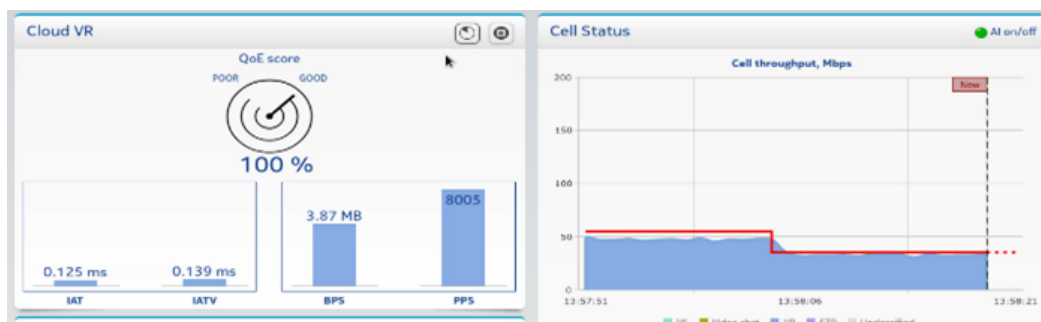 Cloud VR
QoE score
POOR GOOD
100 %
0.125 ms
0.139 ms
IAT
IATV
3.87 MB
8005
BPS
PPS
Cell Status
AI on/off
Cell throughput, Mbps
Now
200
150
100
50
0
13:57:51
13:58:06
13:58:21
VR
Unclassified